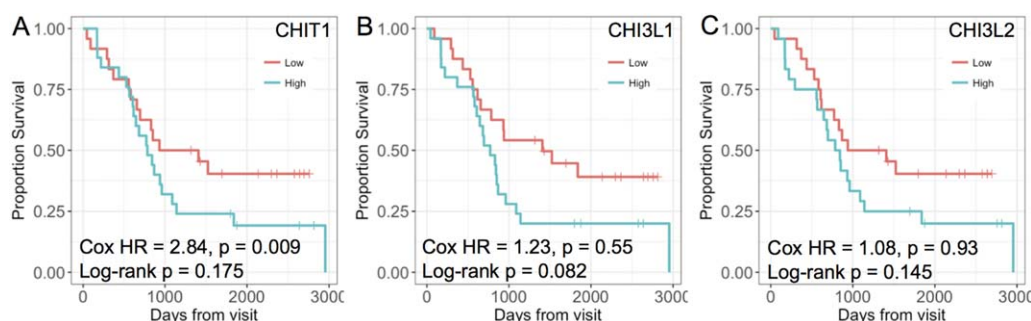 A
CHIT1
Low
High
1.00
0.75
0.50
0.25
0.00
Proportion Survival
Cox HR = 2.84, p = 0.009
Log-rank p = 0.175
0
1000
2000
3000
Days from visit
B
CHI3L1
Low
High
1.00
0.75
0.50
0.25
0.00
Proportion Survival
Cox HR = 1.23, p = 0.55
Log-rank p = 0.082
0
1000
2000
3000
Days from visit
C
CHI3L2
Low
High
1.00
0.75
0.50
0.25
0.00
Proportion Survival
Cox HR = 1.08, p = 0.93
Log-rank p = 0.145
0
1000
2000
3000
Days from visit